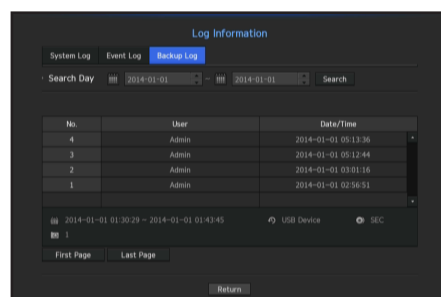 Log Information
System Log Event Log Backup Log
Search Day 2014-01-01 ~ 2014-01-01 Search
No. User Date/Time
4 Admin 2014-01-01 05:13:36
3 Admin 2014-01-01 05:12:44
2 Admin 2014-01-01 03:01:16
1 Admin 2014-01-01 02:56:51
2014-01-01 01:30:29 ~ 2014-01-01 01:43:45 USB Device SEC
1
First Page Last Page
Return